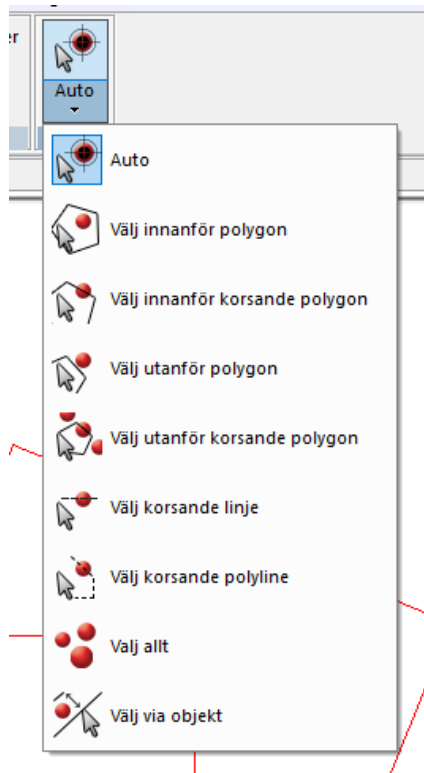 er
Auto
Auto
Välj innanför polygon
Välj innanför korsande polygon
Välj utanför polygon
Välj utanför korsande polygon
Välj korsande linje
Välj korsande polyline
Valj allt
Välj via objekt